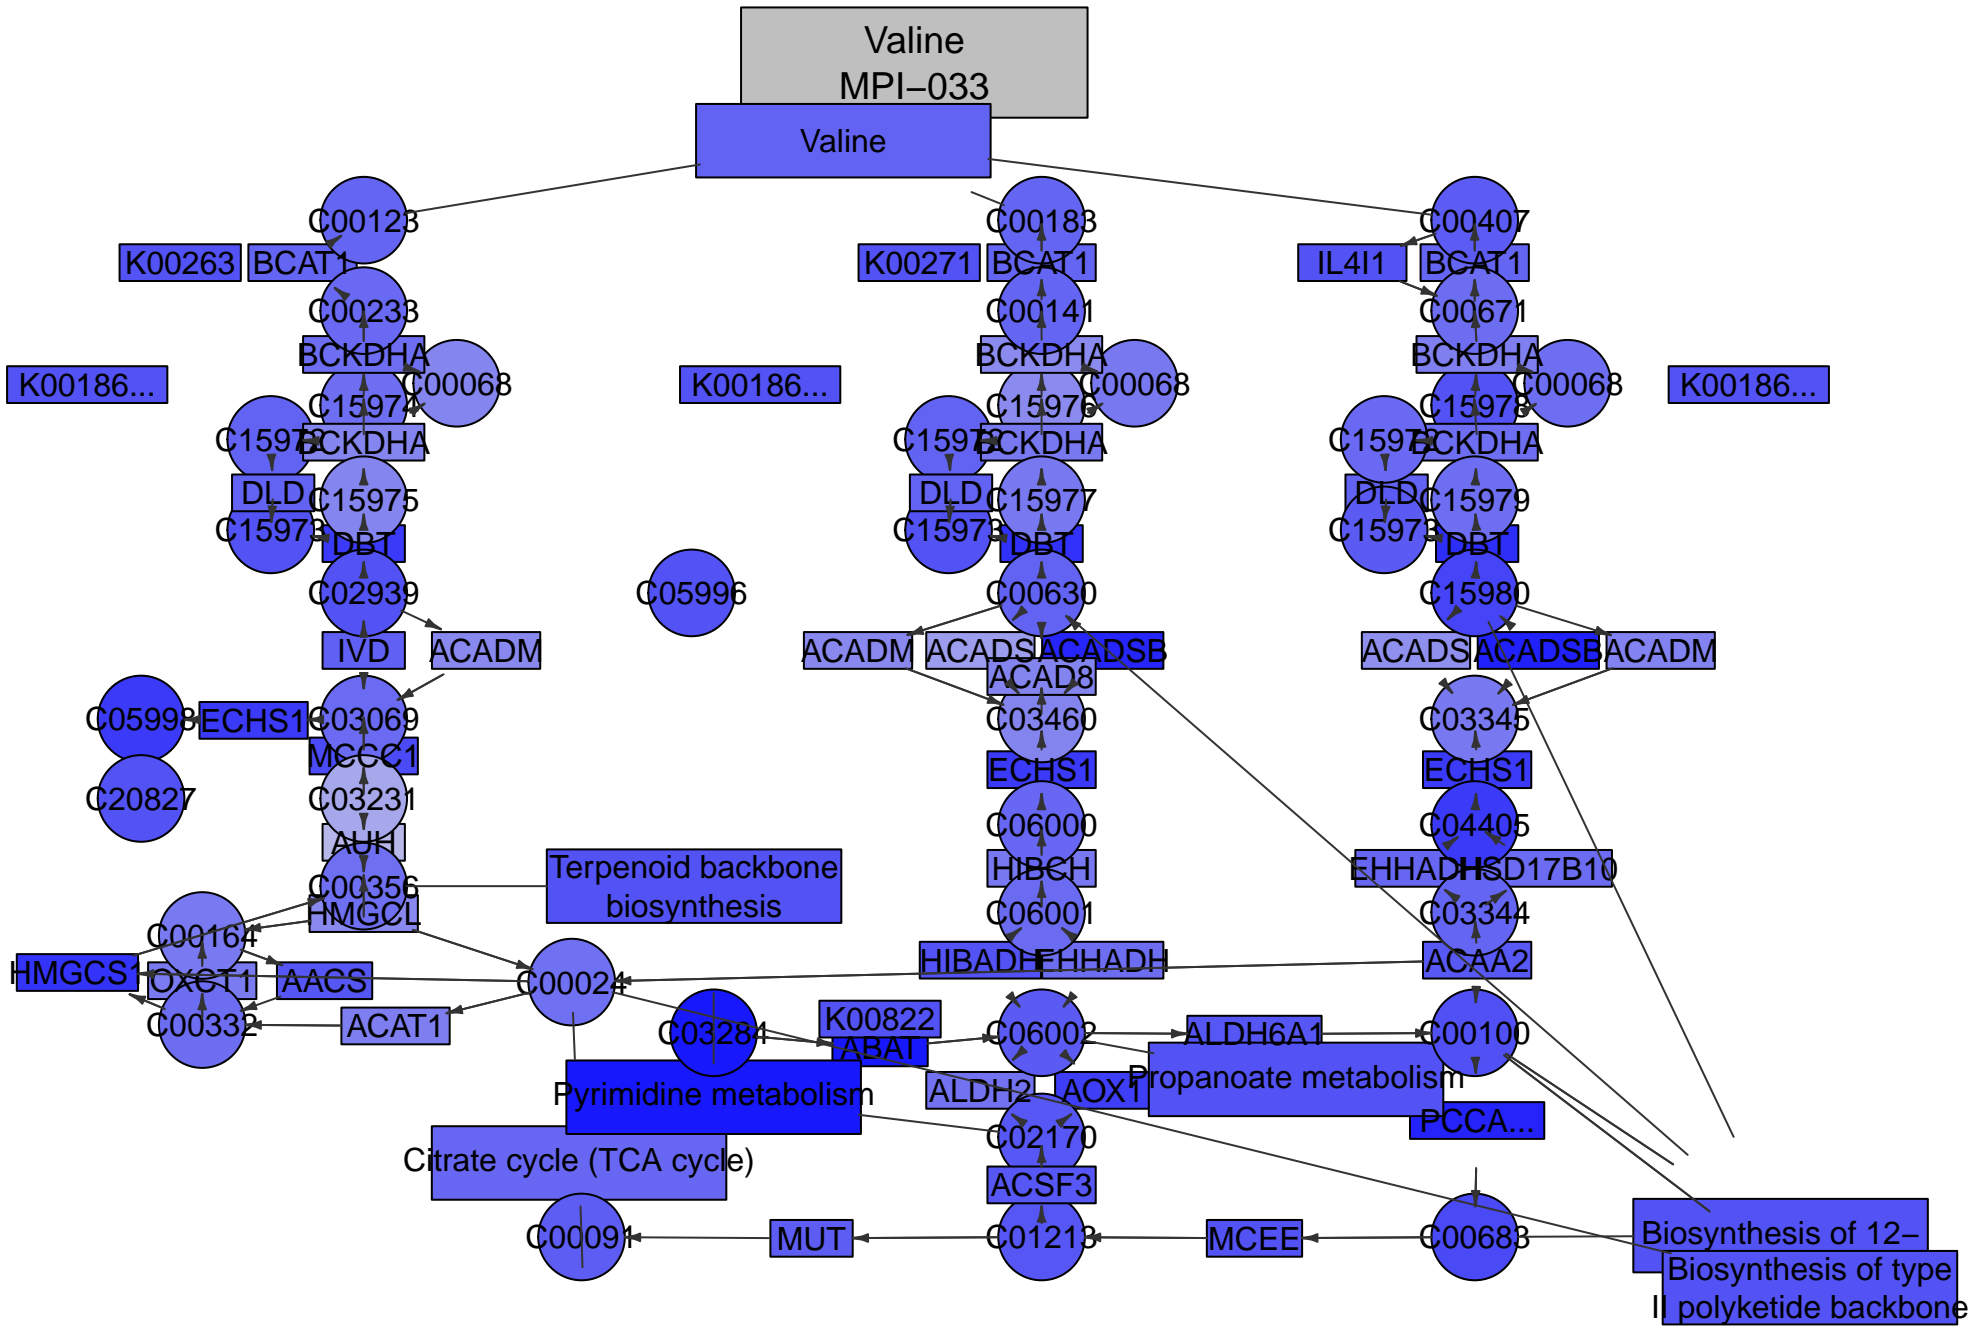 Valine
MPI−033
Valine
C00123
C00183
C00407
K00263
BCAT1
K00271
BCAT1
IL4I1
BCAT1
C00233
C00141
C00671
BCKDHA
BCKDHA
BCKDHA
K00186...
C00068
K00186...
C00068
C00068
K00186...
C15974
C15976
C15978
C15972
BCKDHA
C15972
BCKDHA
C15972
BCKDHA
DLD
C15975
DLD
C15977
DLD
C15979
C15973
DBT
C15973
DBT
C15973
DBT
C02939
C05996
C00630
C15980
IVD
ACADM
ACADM
ACADS
ACADSB
ACADS
ACADSB
ACADM
ACAD8
C05998
ECHS1
C03069
C03460
C03345
MCCC1
ECHS1
ECHS1
C20827
C03231
C06000
C04405
AUH
Terpenoid backbone
biosynthesis
HIBCH
EHHADH
HSD17B10
C00356
HMGCL
C06001
C03344
C00164
HMGCS1
OXCT1
AACS
C00024
HIBADH
EHHADH
ACAA2
C00332
ACAT1
C03284
K00822
ABAT
C06002
ALDH6A1
C00100
Pyrimidine metabolism
ALDH2
AOX1
Propanoate metabolism
PCCA...
C02170
Citrate cycle (TCA cycle)
ACSF3
C00091
MUT
C01213
MCEE
C00683
Biosynthesis of 12−
Biosynthesis of type
II polyketide backbone